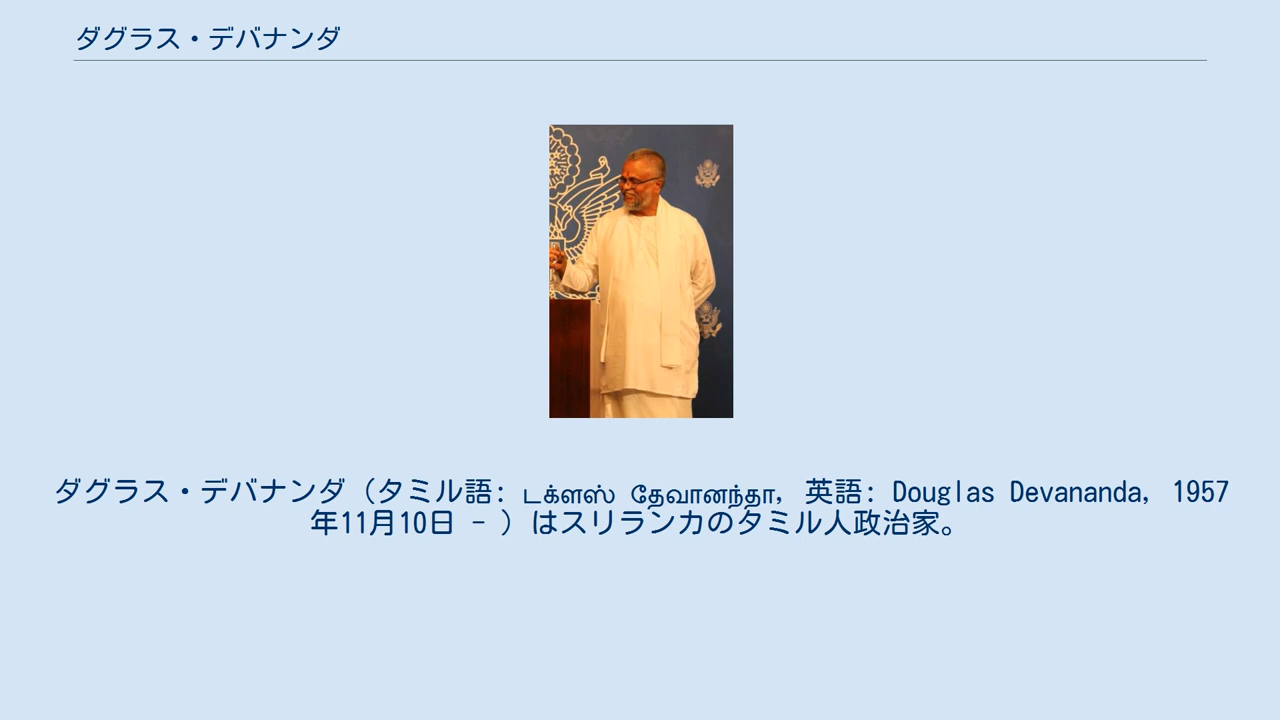 ダグラス・デバナンダ
ダグラス・デバナンダ（タミル語: டக்ளஸ் தேவானந்தா, 英語: Douglas Devananda, 1957
年11月10日 - ）はスリランカのタミル人政治家。